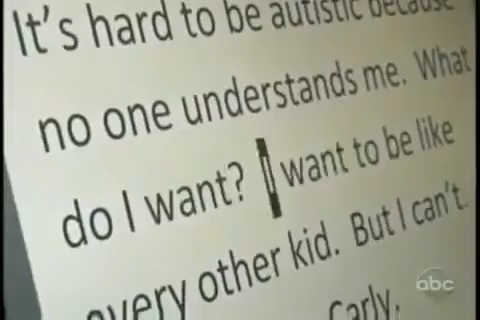 It's hard to be autistic because
no one understands me. What
do I want? I want to be like
every other kid. But I can't.
carly.
abc